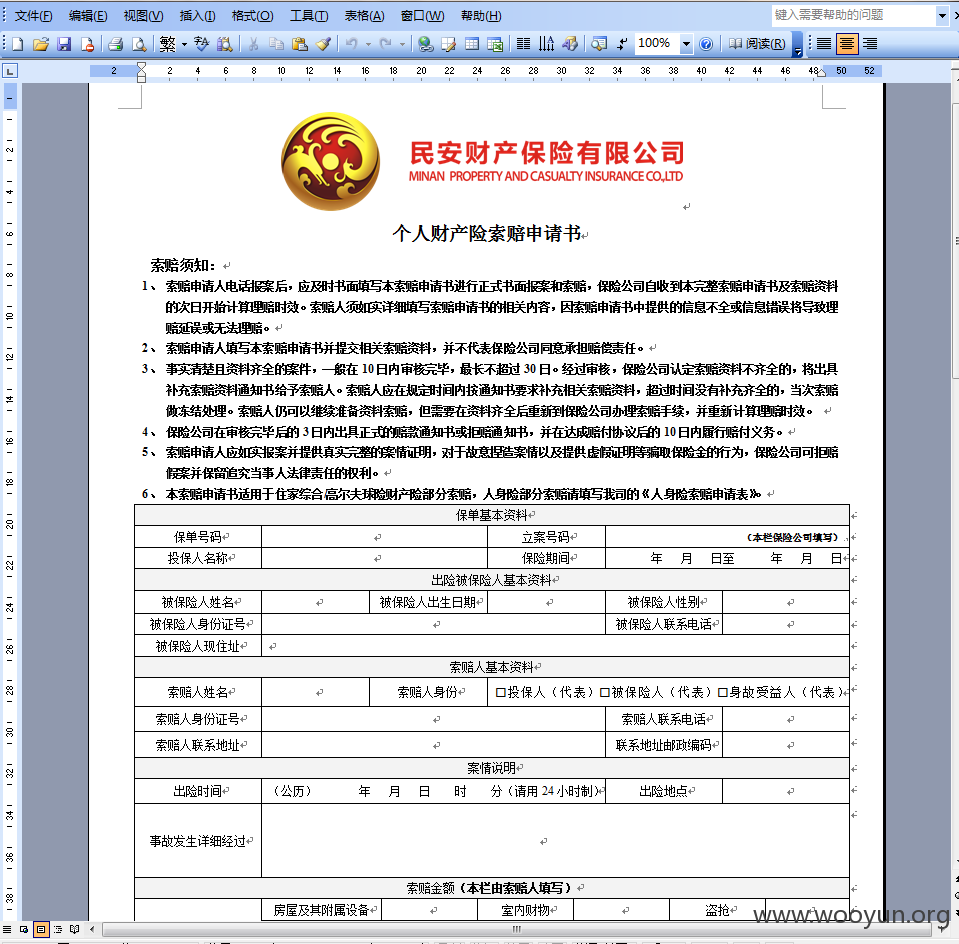 文件(F) 编辑(E) 视图(V) 插入(I) 格式(O) 工具(T) 表格(A) 窗口(W) 帮助(H) 键入需要帮助的问题
繁 100% 阅读(R)
2 2 4 6 8 10 12 14 16 18 20 22 24 26 28 30 32 34 36 38 40 42 44 46 48 50 52
民安财产保险有限公司
MINAN PROPERTY AND CASUALTY INSURANCE CO,LTD
个人财产险索赔申请书
索赔须知：
1、 索赔申请人电话报案后，应及时书面填写本索赔申请书进行正式书面报案和索赔，保险公司自收到本完整索赔申请书及索赔资料
的次日开始计算理赔时效。索赔人须如实详细填写索赔申请书的相关内容，因索赔申请书中提供的信息不全或信息错误将导致理
赔延误或无法理赔。
2、 索赔申请人填写本索赔申请书并提交相关索赔资料，并不代表保险公司同意承担赔偿责任。
3、 事实清楚且资料齐全的案件，一般在 10 日内审核完毕，最长不超过 30 日。经过审核，保险公司认定索赔资料不齐全的，将出具
补充索赔资料通知书给予索赔人。索赔人应在规定时间内按通知书要求补充相关索赔资料，超过时间没有补充齐全的，当次索赔
做冻结处理。索赔人仍可以继续准备资料索赔，但需要在资料齐全后重新到保险公司办理索赔手续，并重新计算理赔时效。
4、 保险公司在审核完毕后的 3 日内出具正式的赔款通知书或拒赔通知书，并在达成赔付协议后的 10 日内履行赔付义务。
5、 索赔申请人应如实报案并提供真实完整的案情证明，对于故意捏造案情以及提供虚假证明等骗取保险金的行为，保险公司可拒赔
假案并保留追究当事人法律责任的权利。
6、 本索赔申请书适用于住家综合/高尔夫球险财产险部分索赔，人身险部分索赔请填写我司的《人身险索赔申请表》。
保单基本资料
保单号码 立案号码 （本栏保险公司填写）
投保人名称 保险期间 年 月 日至 年 月 日
出险被保险人基本资料
被保险人姓名 被保险人出生日期 被保险人性别
被保险人身份证号 被保险人联系电话
被保险人现住址
索赔人基本资料
索赔人姓名 索赔人身份 □投保人（代表）□被保险人（代表）□身故受益人（代表）
索赔人身份证号 索赔人联系电话
索赔人联系地址 联系地址邮政编码
案情说明
出险时间 （公历） 年 月 日 时 分（请用 24 小时制） 出险地点
事故发生详细经过
索赔金额（本栏由索赔人填写）
房屋及其附属设备 室内财物 盗抢
www.wooyun.org